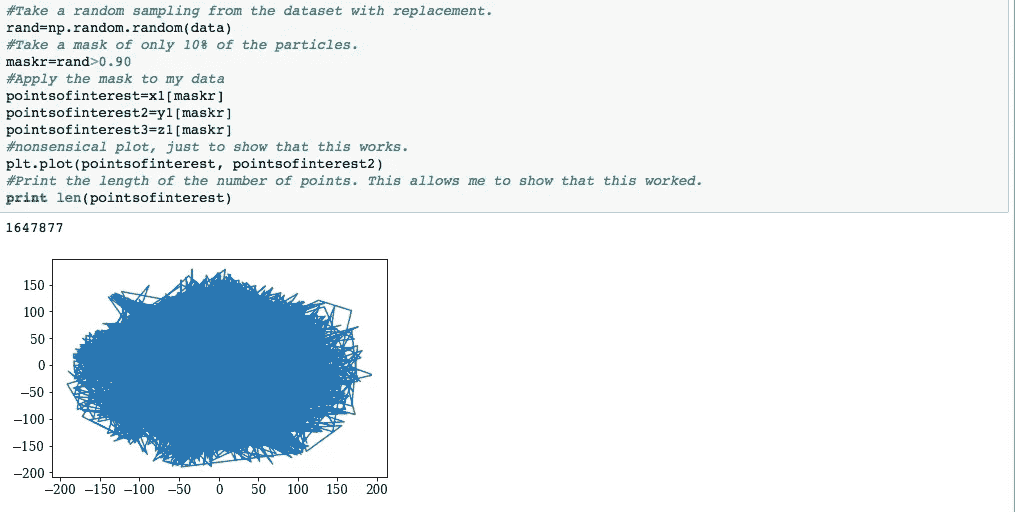 #Take a random sampling from the dataset with replacement.
rand=np.random.random(data)
#Take a mask of only 10% of the particles.
maskr=rand>0.90
#Apply the mask to my data
pointsofinterest=x1[maskr]
pointsofinterest2=y1[maskr]
pointsofinterest3=z1[maskr]
#nonsensical plot, just to show that this works.
plt.plot(pointsofinterest, pointsofinterest2)
#Print the length of the number of points. This allows me to show that this worked.
print len(pointsofinterest)
1647877
150
100
50
0
−50
−100
−150
−200
−200 −150 −100 −50 0 50 100 150 200